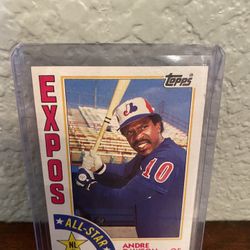 Topps
EXPOS
10
ALL-STAR
NL
ANDRE